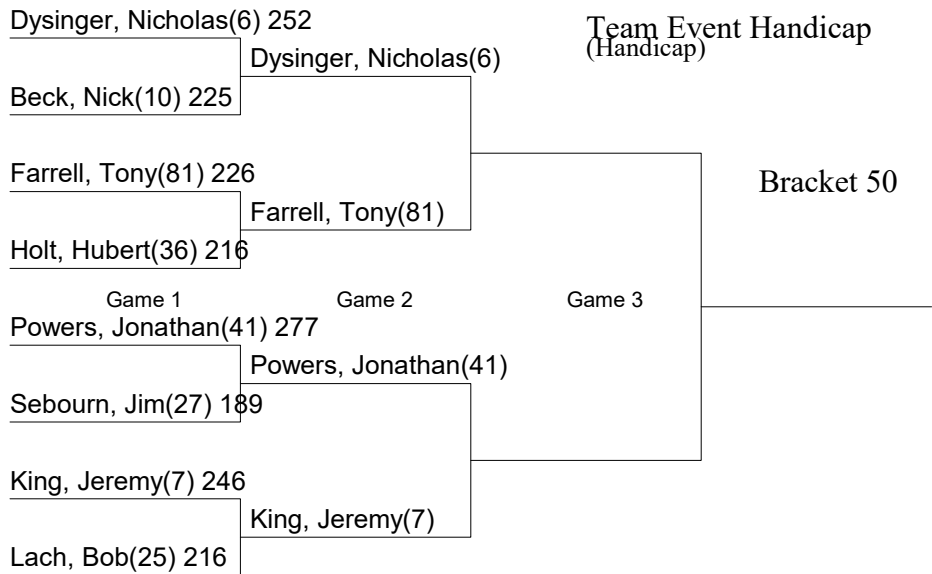 Dysinger, Nicholas(6) 252
Team Event Handicap
(Handicap)
Dysinger, Nicholas(6)
Beck, Nick(10) 225
Farrell, Tony(81) 226
Bracket 50
Farrell, Tony(81)
Holt, Hubert(36) 216
Game 1
Game 2
Game 3
Powers, Jonathan(41) 277
Powers, Jonathan(41)
Sebourn, Jim(27) 189
King, Jeremy(7) 246
King, Jeremy(7)
Lach, Bob(25) 216